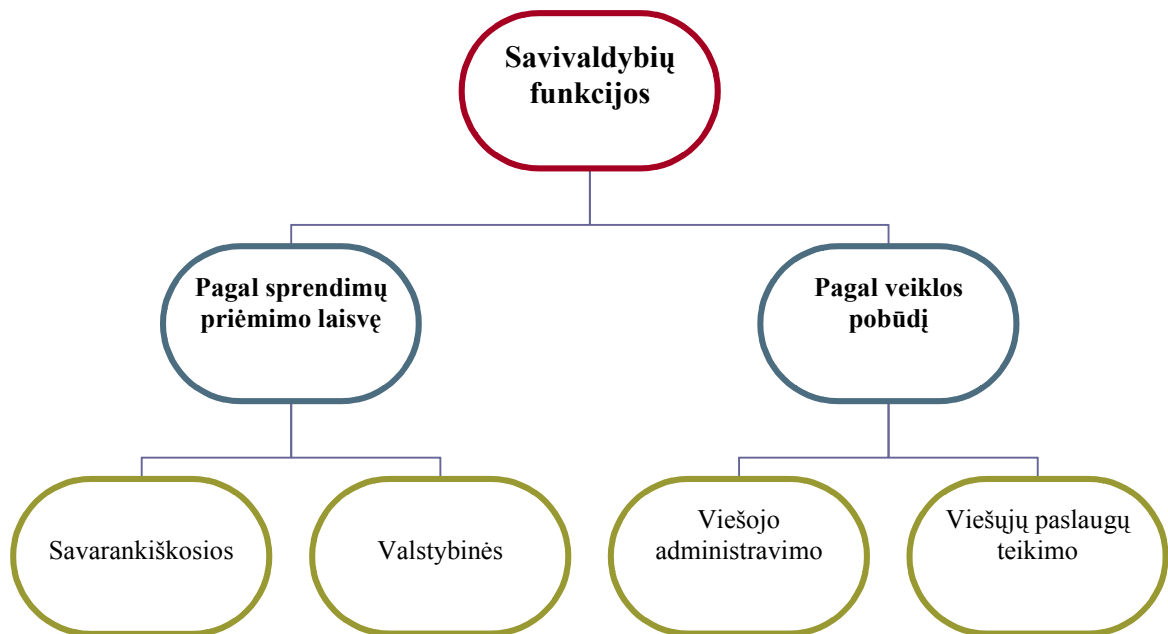 Savivaldybių
funkcijos
Pagal sprendimų
priėmimo laisvę
Pagal veiklos
pobūdį
Savarankiškosios
Valstybinės
Viešojo
administravimo
Viešųjų paslaugų
teikimo